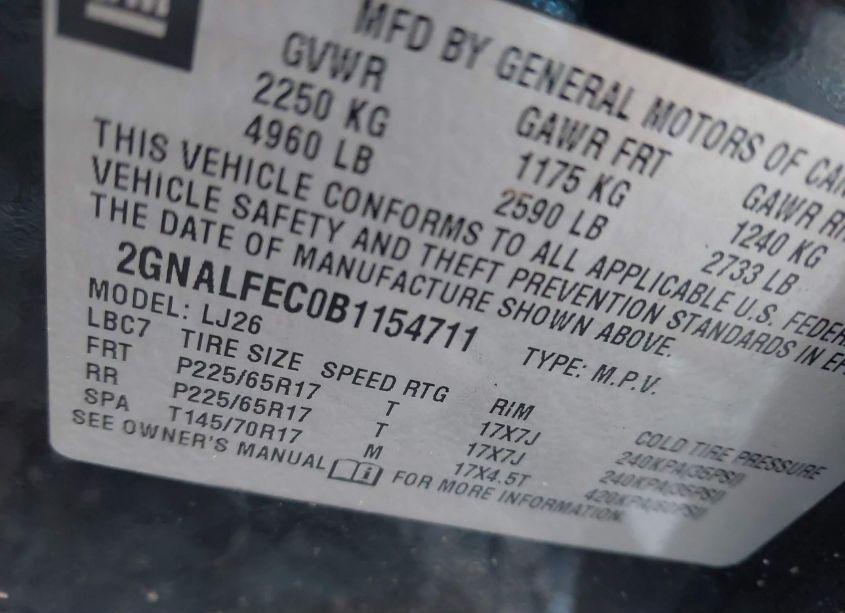 GM
MFD BY GENERAL MOTORS OF CAN
GVWR GAWR FRT GAWR RR
2250 KG 1175 KG 1240 KG
4960 LB 2590 LB 2733 LB
THIS VEHICLE CONFORMS TO ALL APPLICABLE U.S. FEDER
VEHICLE SAFETY AND THEFT PREVENTION STANDARDS IN EF
THE DATE OF MANUFACTURE SHOWN ABOVE.
2GNALFEC0B1154711 TYPE: M.P.V.
MODEL: LJ26
LBC7 TIRE SIZE SPEED RTG RIM COLD TIRE PRESSURE
FRT P225/65R17 T 17X7J 240KPA(35PSI)
RR P225/65R17 T 17X7J 240KPA(35PSI)
SPA T145/70R17 M 17X4.5T 420KPA(60PSI)
SEE OWNER'S MANUAL FOR MORE INFORMATION